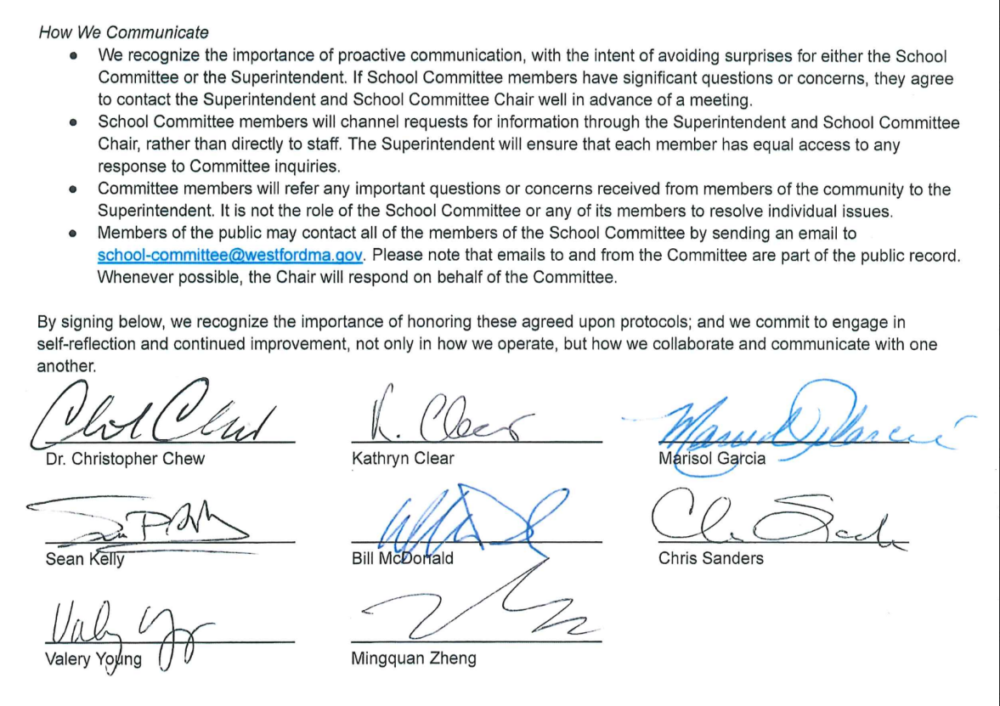 How We Communicate
● We recognize the importance of proactive communication, with the intent of avoiding surprises for either the School
Committee or the Superintendent. If School Committee members have significant questions or concerns, they agree
to contact the Superintendent and School Committee Chair well in advance of a meeting.
● School Committee members will channel requests for information through the Superintendent and School Committee
Chair, rather than directly to staff. The Superintendent will ensure that each member has equal access to any
response to Committee inquiries.
● Committee members will refer any important questions or concerns received from members of the community to the
Superintendent. It is not the role of the School Committee or any of its members to resolve individual issues.
● Members of the public may contact all of the members of the School Committee by sending an email to
school-committee@westfordma.gov. Please note that emails to and from the Committee are part of the public record.
Whenever possible, the Chair will respond on behalf of the Committee.
By signing below, we recognize the importance of honoring these agreed upon protocols; and we commit to engage in
self-reflection and continued improvement, not only in how we operate, but how we collaborate and communicate with one
another.
K. Clear
Dr. Christopher Chew Kathryn Clear Marisol Garcia
Sean Kelly Bill McDonald Chris Sanders
Valery Young Mingquan Zheng